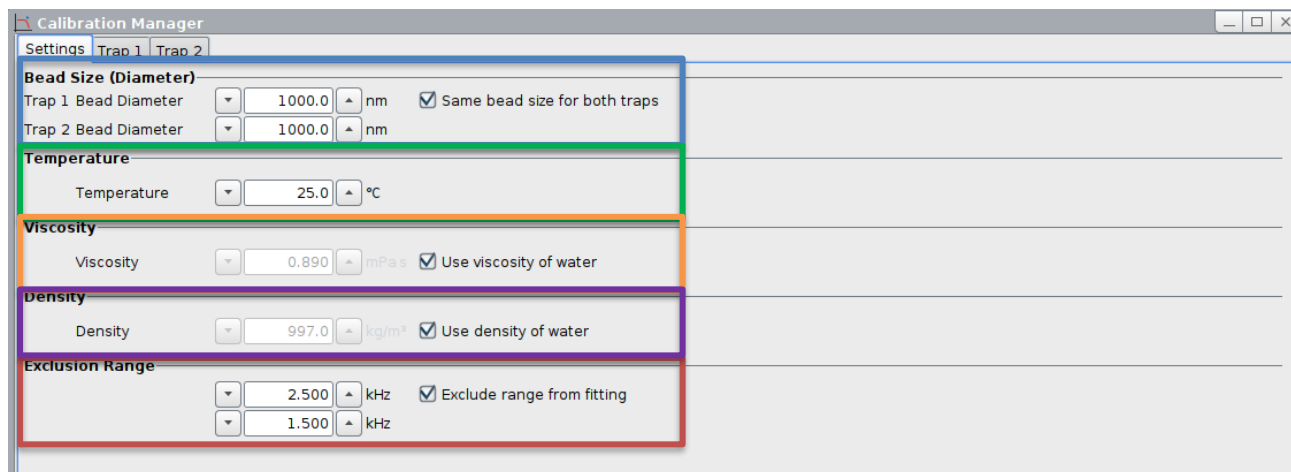 Calibration Manager
Settings Trap 1 Trap 2
Bead Size (Diameter)
Trap 1 Bead Diameter 1000.0 nm Same bead size for both traps
Trap 2 Bead Diameter 1000.0 nm
Temperature
Temperature 25.0 °C
Viscosity
Viscosity 0.890 mPa s Use viscosity of water
Density
Density 997.0 kg/m³ Use density of water
Exclusion Range
2.500 kHz Exclude range from fitting
1.500 kHz